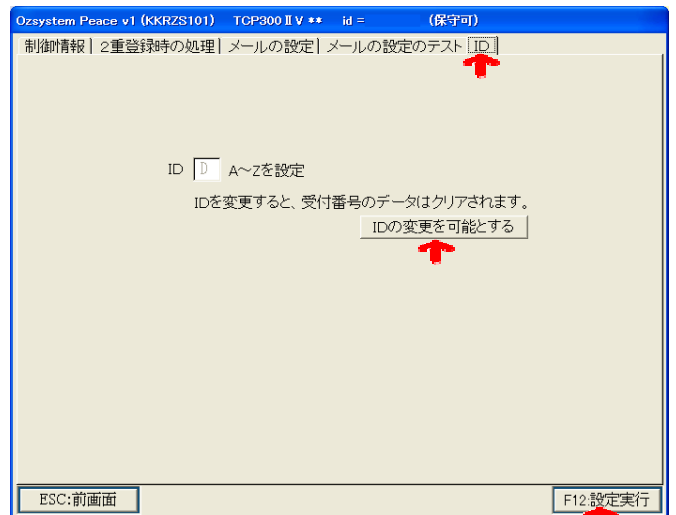 Ozsystem Peace v1 (KKRZS101) TCP300ⅡV ** id = (保守可)
制御情報 2重登録時の処理 メールの設定 メールの設定のテスト ID
ID D A~Zを設定
IDを変更すると、受付番号のデータはクリアされます。
IDの変更を可能とする
ESC:前画面 F12:設定実行